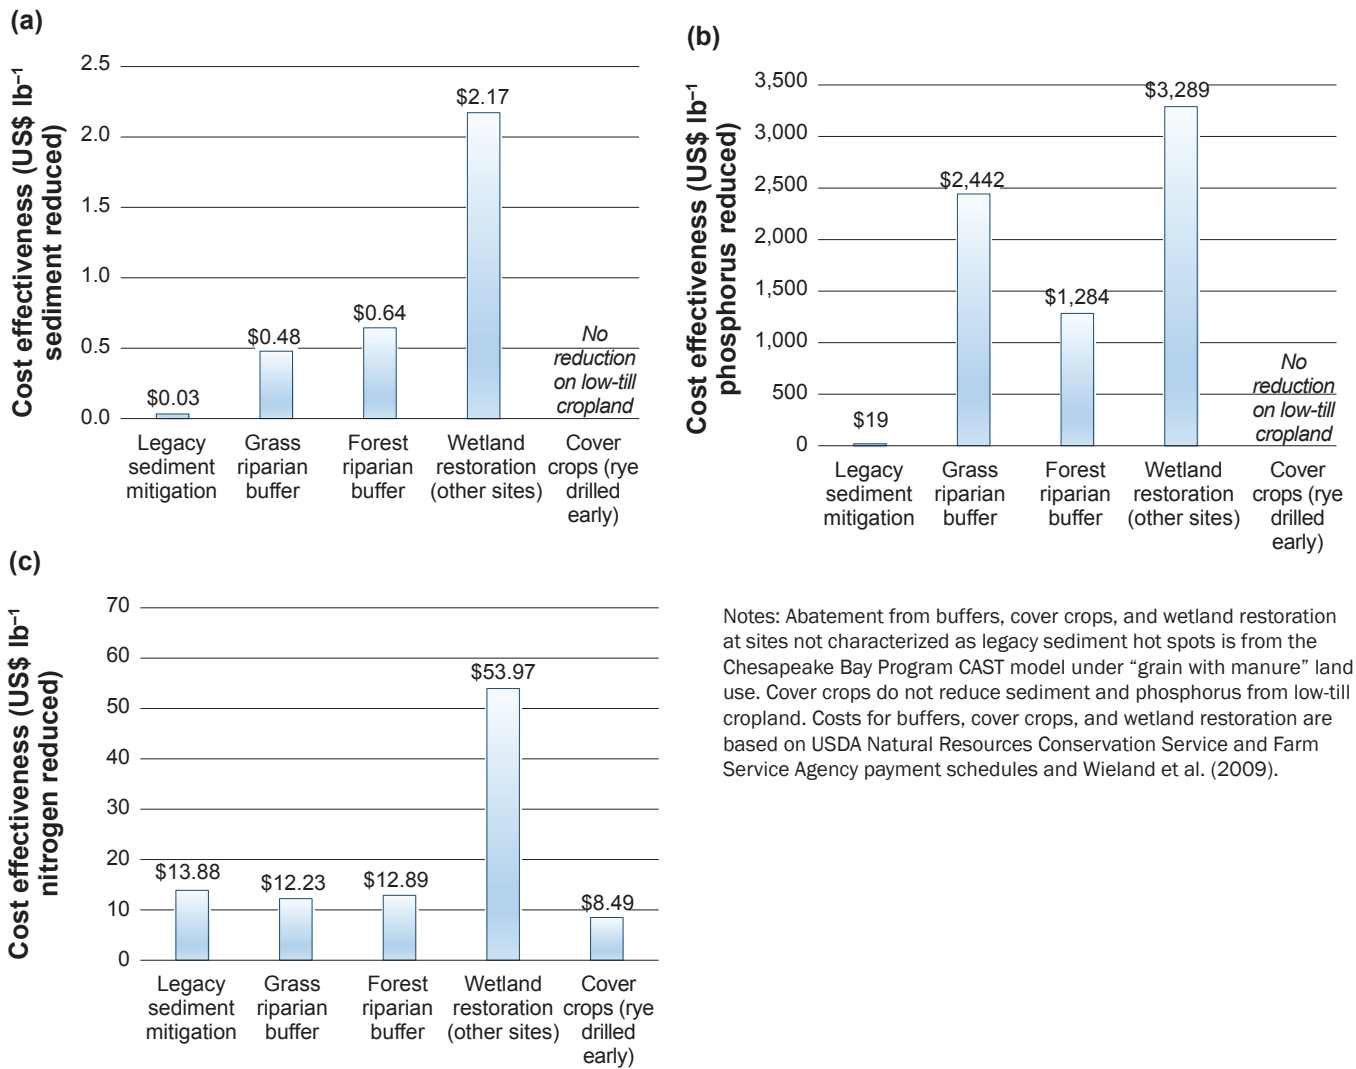 (a)
Cost effectiveness (US$ lb⁻¹
sediment reduced)
2.5
2.0
1.5
1.0
0.5
0.0
$0.03
$0.48
$0.64
$2.17
No
reduction
on low-till
cropland
Legacy
sediment
mitigation
Grass
riparian
buffer
Forest
riparian
buffer
Wetland
restoration
(other sites)
Cover
crops (rye
drilled
early)
(b)
Cost effectiveness (US$ lb⁻¹
phosphorus reduced)
3,500
3,000
2,500
2,000
1,500
1,000
500
0
$19
$2,442
$1,284
$3,289
No
reduction
on low-till
cropland
Legacy
sediment
mitigation
Grass
riparian
buffer
Forest
riparian
buffer
Wetland
restoration
(other sites)
Cover
crops (rye
drilled
early)
(c)
Cost effectiveness (US$ lb⁻¹
nitrogen reduced)
70
60
50
40
30
20
10
0
$13.88
$12.23
$12.89
$53.97
$8.49
Legacy
sediment
mitigation
Grass
riparian
buffer
Forest
riparian
buffer
Wetland
restoration
(other sites)
Cover
crops (rye
drilled
early)
Notes: Abatement from buffers, cover crops, and wetland restoration
at sites not characterized as legacy sediment hot spots is from the
Chesapeake Bay Program CAST model under “grain with manure” land
use. Cover crops do not reduce sediment and phosphorus from low-till
cropland. Costs for buffers, cover crops, and wetland restoration are
based on USDA Natural Resources Conservation Service and Farm
Service Agency payment schedules and Wieland et al. (2009).